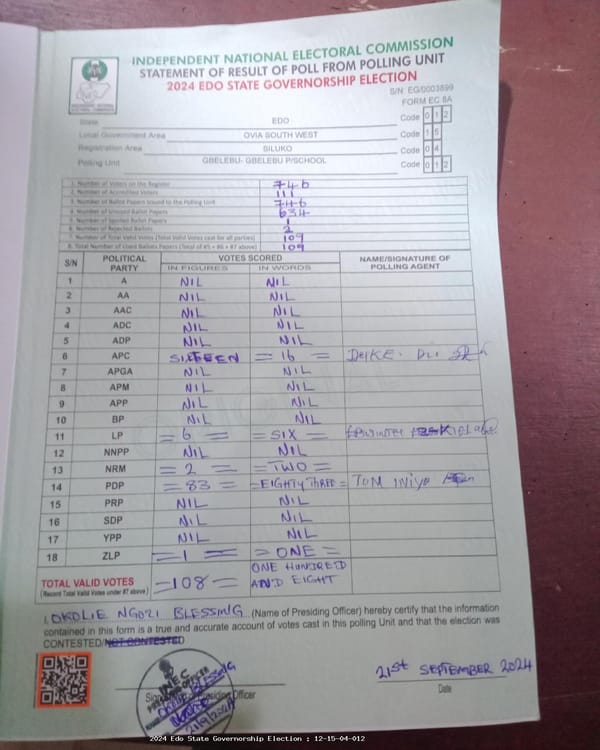 INDEPENDENT NATIONAL ELECTORAL COMMISSION
STATEMENT OF RESULT OF POLL FROM POLLING UNIT
2024 EDO STATE GOVERNORSHIP ELECTION
S/N: EG/0003899
FORM EC 8A
State EDO Code 0 1 2
Local Government Area OVIA SOUTH WEST Code 1 5
Registration Area SILUKO Code 0 4
Polling Unit GBELEBU- GBELEBU P/SCHOOL Code 0 1 2
1. Number of Voters on the Register 746
2. Number of Accredited Voters 111
3. Number of Ballot Papers Issued to the Polling Unit 746
4. Number of Unused Ballot Papers 634
5. Number of Spoiled Ballot Papers 1
6. Number of Rejected Ballots 2
7. Number of Total Valid Votes (Total Valid Votes cast for all parties) 109
8. Total Number of Used Ballots Papers (Total of #5 + #6 + #7 above) 109
S/N POLITICAL PARTY VOTES SCORED NAME/SIGNATURE OF POLLING AGENT
IN FIGURES IN WORDS
1 A NIL NIL
2 AA NIL NIL
3 AAC NIL NIL
4 ADC NIL NIL
5 ADP NIL NIL
6 APC SIXTEEN = 16 =
7 APGA NIL NIL
8 APM NIL NIL
9 APP NIL NIL
10 BP NIL NIL
11 LP = 6 = = SIX =
12 NNPP NIL NIL
13 NRM = 2 = = TWO =
14 PDP = 83 = = EIGHTY THREE = TOM INIYO
15 PRP NIL NIL
16 SDP NIL NIL
17 YPP NIL NIL
18 ZLP = 1 = = ONE =
TOTAL VALID VOTES = 108 = ONE HUNDRED AND EIGHT
(Record Total Valid Votes under #7 above)
I, OKOLIE NGOZI BLESSING (Name of Presiding Officer) hereby certify that the information
contained in this form is a true and accurate account of votes cast in this polling Unit and that the election was
CONTESTED/NOT CONTESTED
21st SEPTEMBER 2024
Signature of Presiding Officer Date
INEC
PRESIDING OFFICER
21/9/2024
2024 Edo State Governorship Election : 12-15-04-012